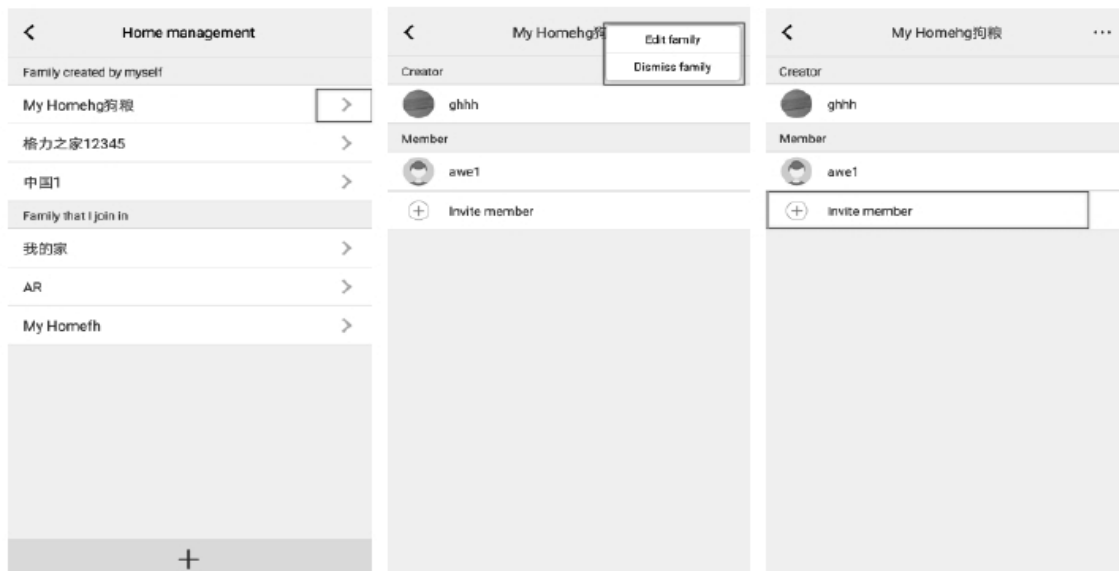 Home management
Family created by myself
My Homehg狗粮
格力之家12345
中国1
Family that I join in
我的家
AR
My Homefh
+
My Homehg狗
Edit family
Dismiss family
Creator
ghhh
Member
awe1
Invite member
My Homehg狗粮
...
Creator
ghhh
Member
awe1
Invite member